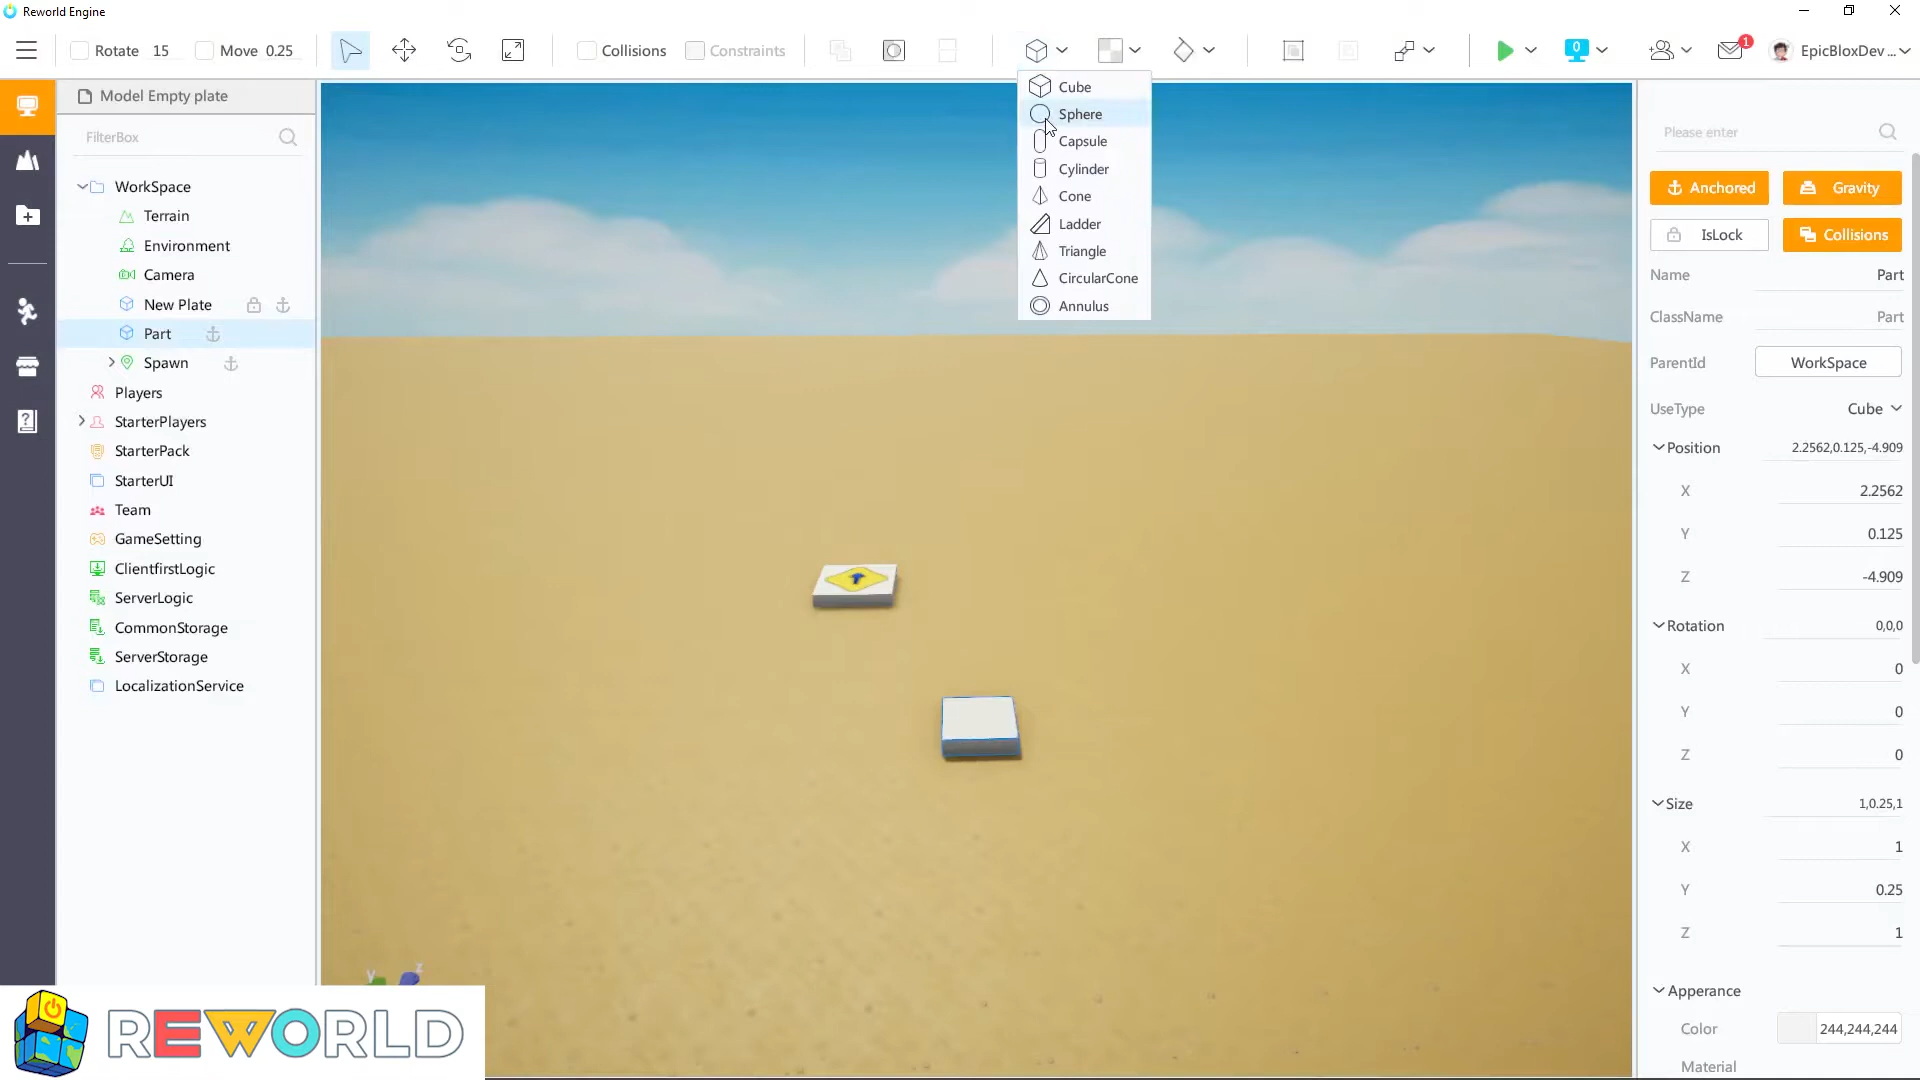 Reworld Engine
Rotate 15 Move 0.25 Collisions Constraints 0 1 EpicBloxDev ...
Model Empty plate
FilterBox
WorkSpace
Terrain
Environment
Camera
New Plate
Part
Spawn
Players
StarterPlayers
StarterPack
StarterUI
Team
GameSetting
ClientfirstLogic
ServerLogic
CommonStorage
ServerStorage
LocalizationService
Cube
Sphere
Capsule
Cylinder
Cone
Ladder
Triangle
CircularCone
Annulus
y z
REWORLD
Please enter
Anchored Gravity
IsLock Collisions
Name Part
ClassName Part
ParentId WorkSpace
UseType Cube
Position 2.2562,0.125,-4.909
X 2.2562
Y 0.125
Z -4.909
Rotation 0,0,0
X 0
Y 0
Z 0
Size 1,0.25,1
X 1
Y 0.25
Z 1
Apperance
Color 244,244,244
Material